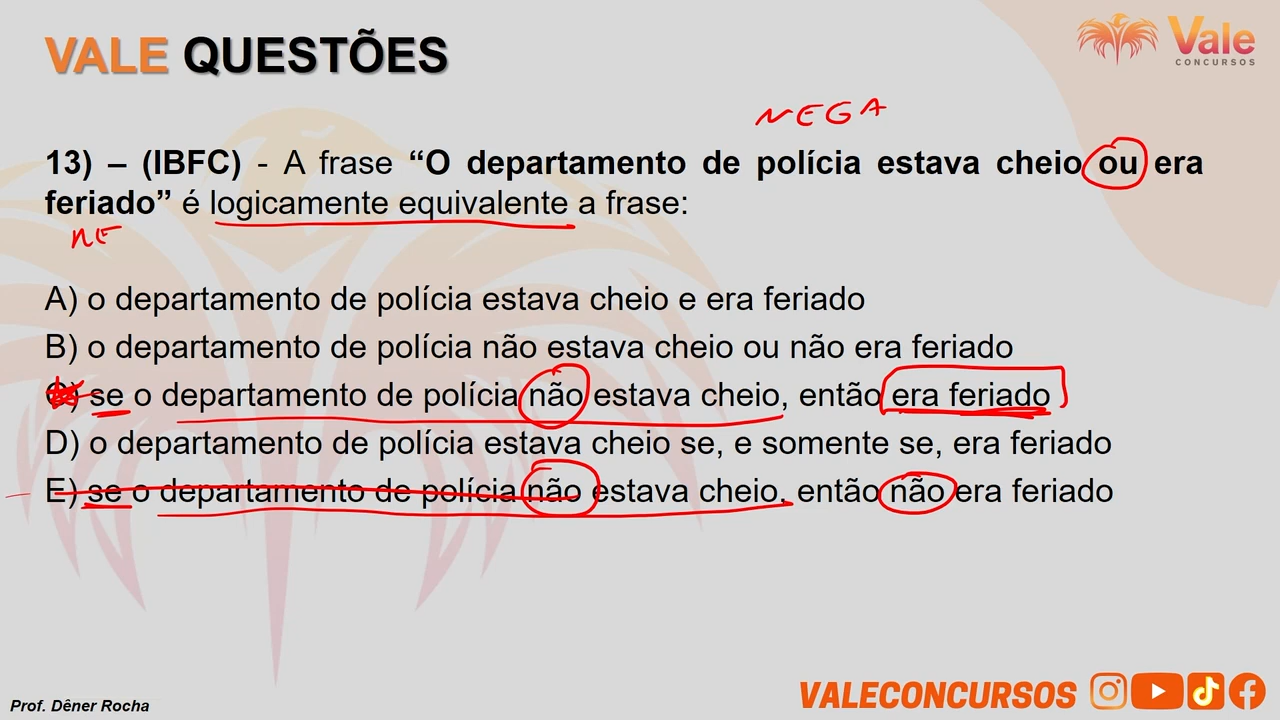 VALE QUESTÕES
Vale
CONCURSOS
NEGA
13) – (IBFC) - A frase “O departamento de polícia estava cheio ou era
feriado” é logicamente equivalente a frase:
NE
A) o departamento de polícia estava cheio e era feriado
B) o departamento de polícia não estava cheio ou não era feriado
C) se o departamento de polícia não estava cheio, então era feriado
D) o departamento de polícia estava cheio se, e somente se, era feriado
E) se o departamento de polícia não estava cheio, então não era feriado
Prof. Dêner Rocha
VALECONCURSOS